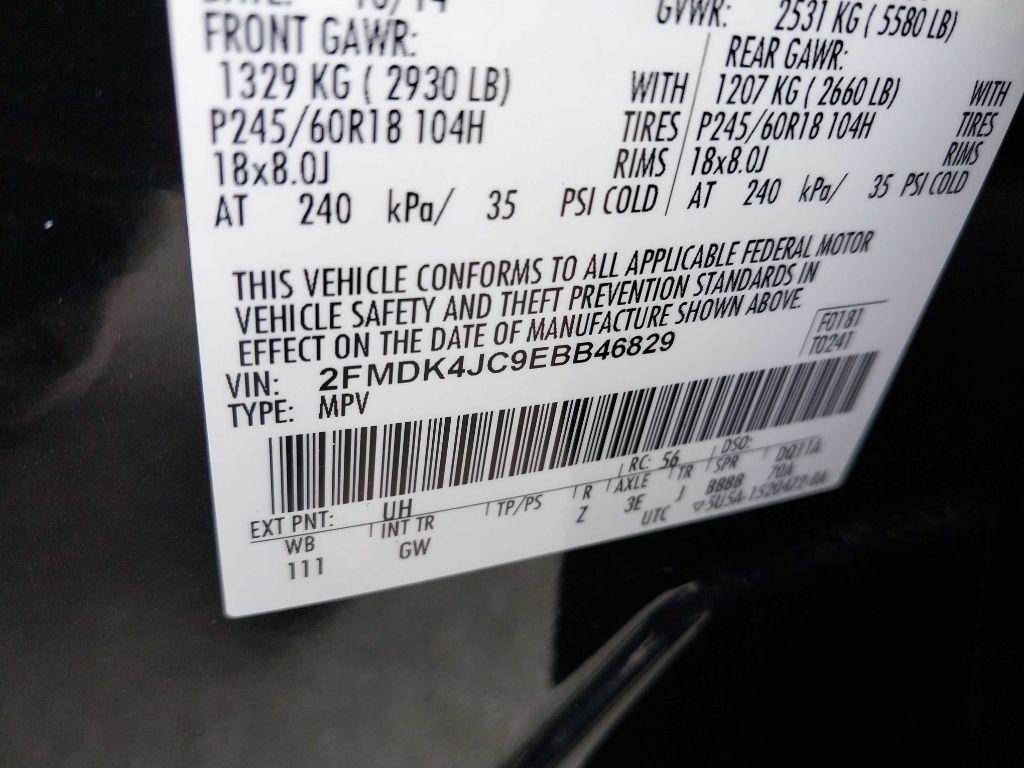 GVWR: 2531 KG ( 5580 LB)
FRONT GAWR: REAR GAWR:
1329 KG ( 2930 LB) WITH 1207 KG ( 2660 LB) WITH
P245/60R18 104H TIRES P245/60R18 104H TIRES
18x8.0J RIMS 18x8.0J RIMS
AT 240 kPa/ 35 PSI COLD AT 240 kPa/ 35 PSI COLD
THIS VEHICLE CONFORMS TO ALL APPLICABLE FEDERAL MOTOR
VEHICLE SAFETY AND THEFT PREVENTION STANDARDS IN
EFFECT ON THE DATE OF MANUFACTURE SHOWN ABOVE.
F0181
T0241
VIN: 2FMDK4JC9EBB46829
TYPE: MPV
EXT PNT: UH RC: 56 DSO:
WB INT TR TP/PS R AXLE TR SPR DQ11A
111 GW Z 3E J BBBB 70A
UTC